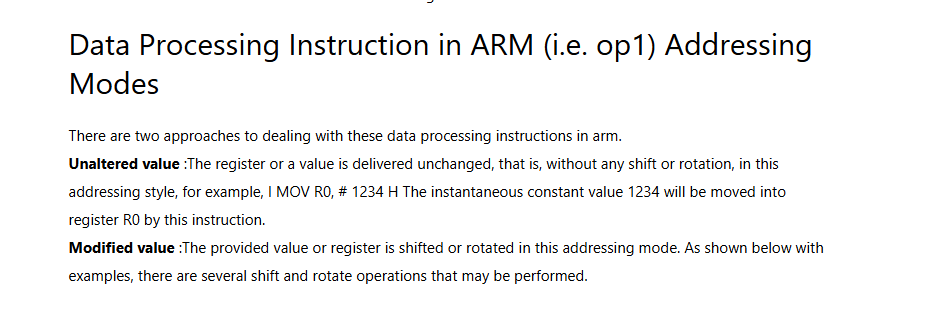 Data Processing Instruction in ARM (i.e. op1) Addressing
Modes
There are two approaches to dealing with these data processing instructions in arm.
Unaltered value :The register or a value is delivered unchanged, that is, without any shift or rotation, in this
addressing style, for example, I MOV R0, # 1234 H The instantaneous constant value 1234 will be moved into
register R0 by this instruction.
Modified value :The provided value or register is shifted or rotated in this addressing mode. As shown below with
examples, there are several shift and rotate operations that may be performed.